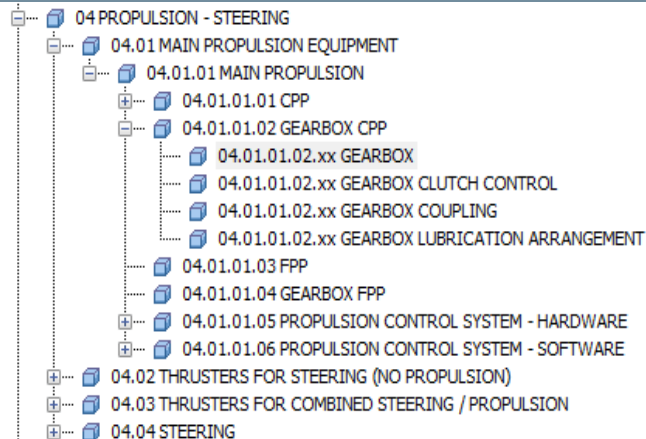 04 PROPULSION - STEERING
04.01 MAIN PROPULSION EQUIPMENT
04.01.01 MAIN PROPULSION
04.01.01.01 CPP
04.01.01.02 GEARBOX CPP
04.01.01.02.xx GEARBOX
04.01.01.02.xx GEARBOX CLUTCH CONTROL
04.01.01.02.xx GEARBOX COUPLING
04.01.01.02.xx GEARBOX LUBRICATION ARRANGEMENT
04.01.01.03 FPP
04.01.01.04 GEARBOX FPP
04.01.01.05 PROPULSION CONTROL SYSTEM - HARDWARE
04.01.01.06 PROPULSION CONTROL SYSTEM - SOFTWARE
04.02 THRUSTERS FOR STEERING (NO PROPULSION)
04.03 THRUSTERS FOR COMBINED STEERING / PROPULSION
04.04 STEERING